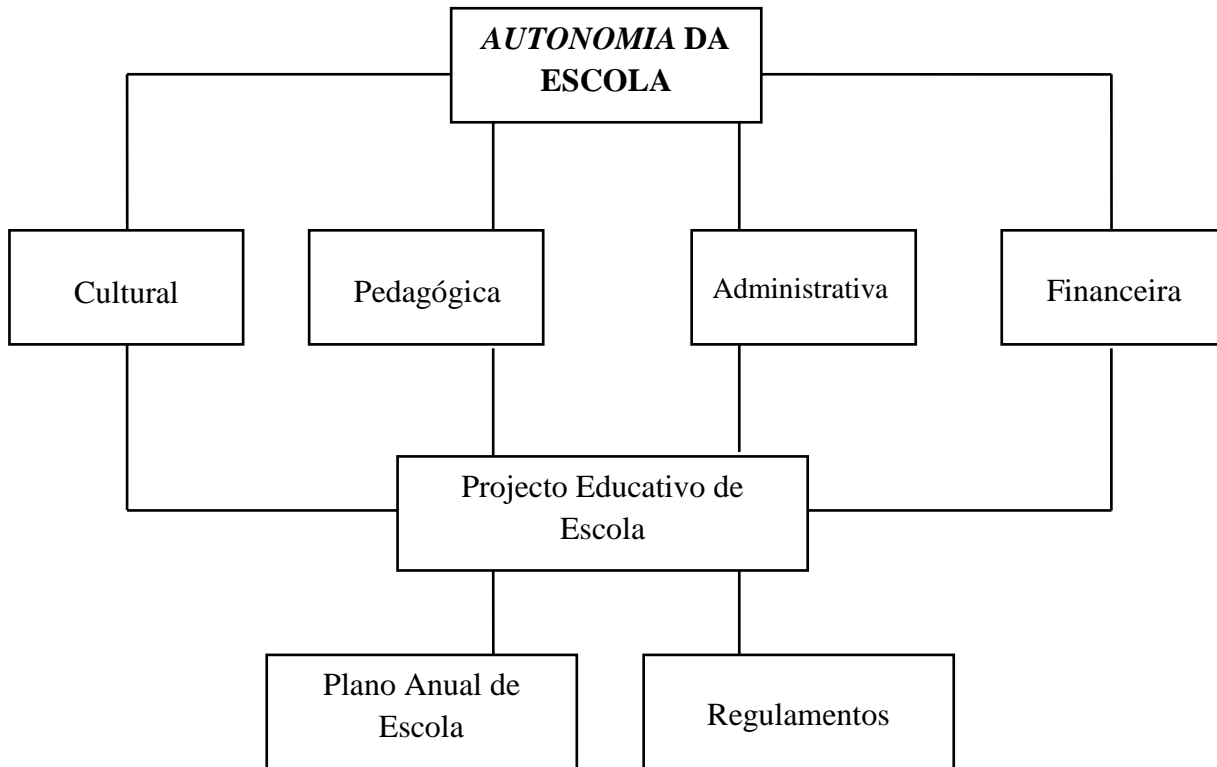 AUTONOMIA DA
ESCOLA
Cultural
Pedagógica
Administrativa
Financeira
Projecto Educativo de
Escola
Plano Anual de
Escola
Regulamentos